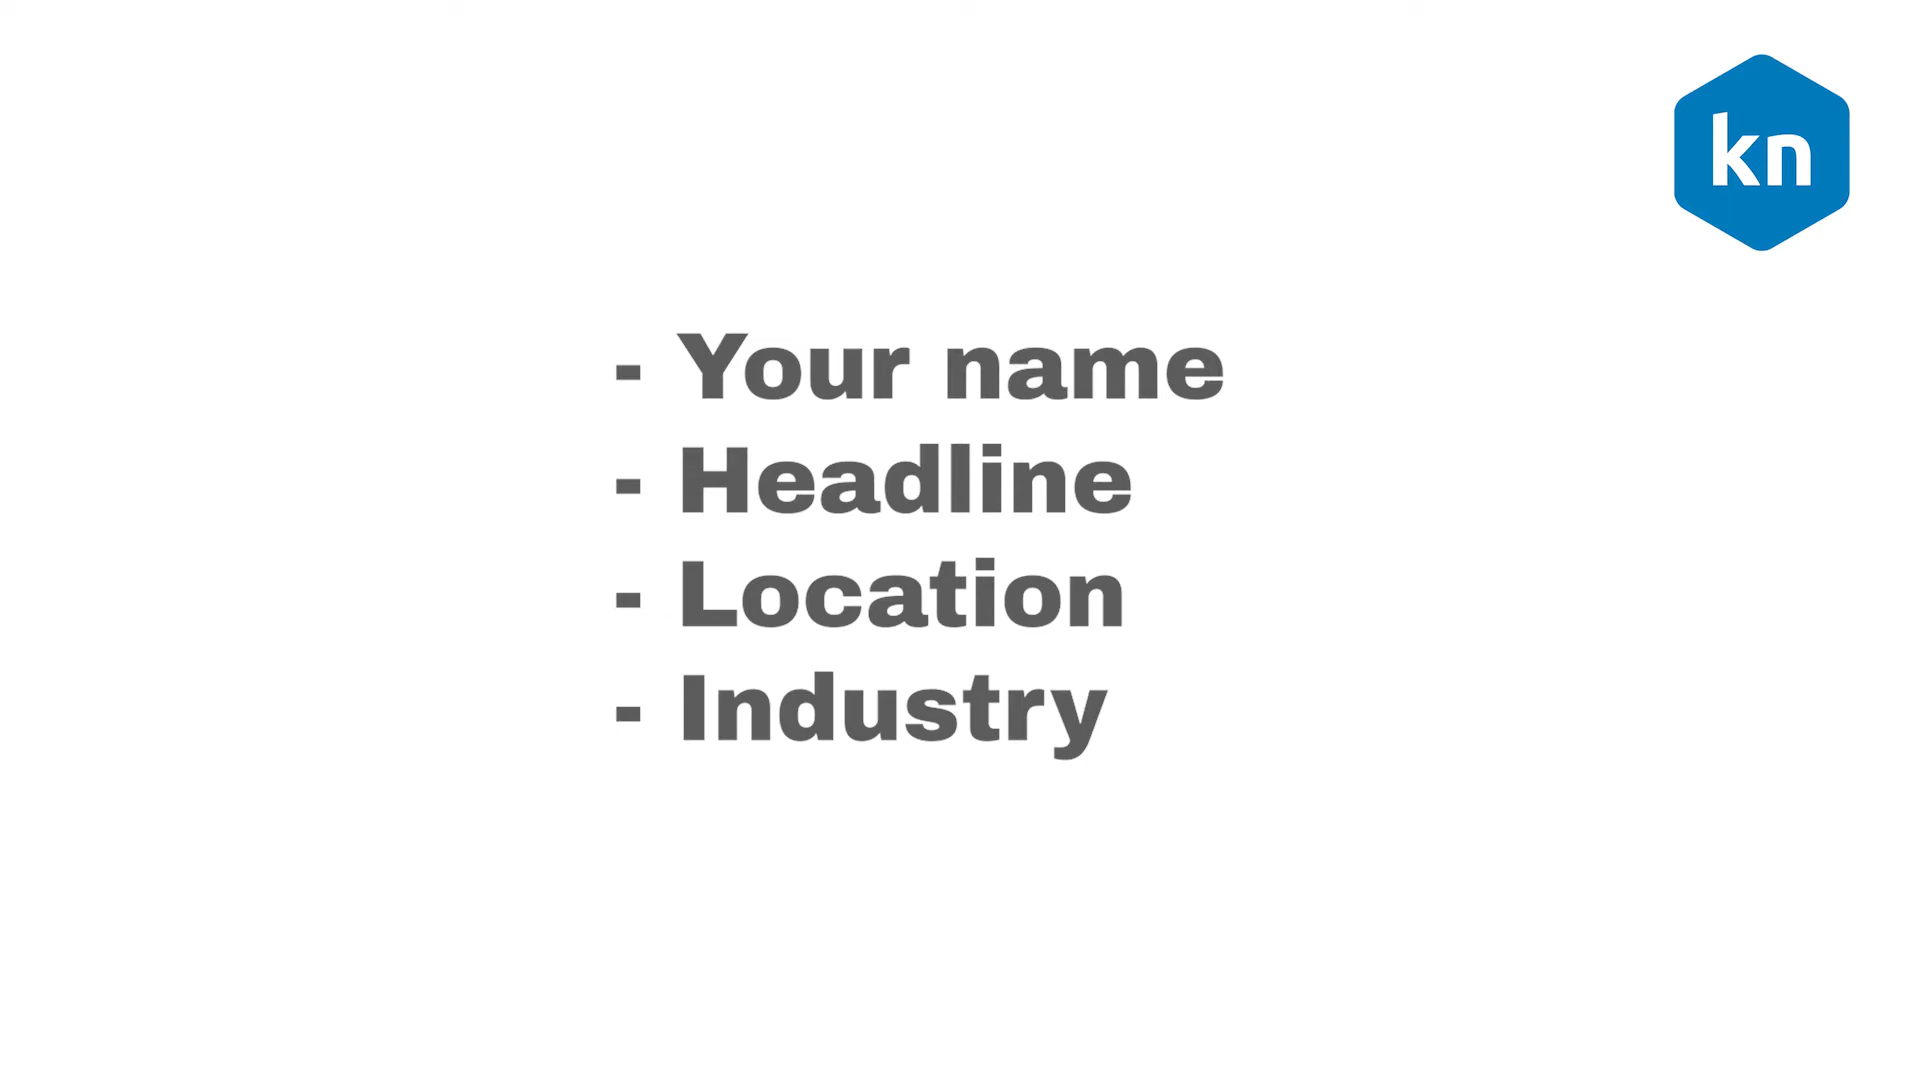 kn
- Your name
- Headline
- Location
- Industry